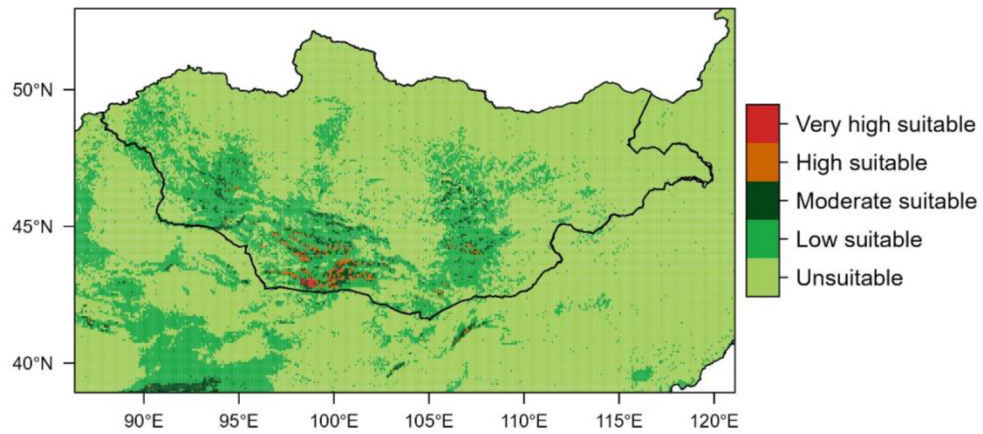 50°N
45°N
40°N
90°E 95°E 100°E 105°E 110°E 115°E 120°E
Very high suitable
High suitable
Moderate suitable
Low suitable
Unsuitable